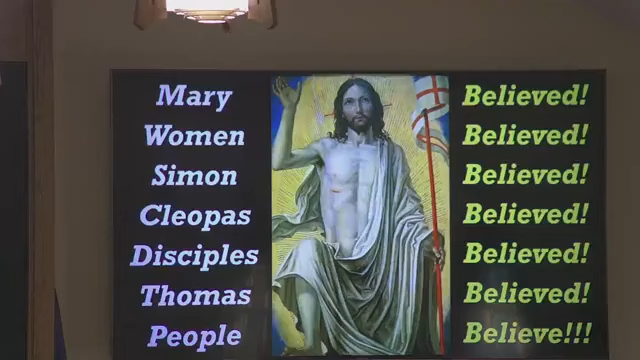 Mary Believed!
Women Believed!
Simon Believed!
Cleopas Believed!
Disciples Believed!
Thomas Believed!
People Believe!!!